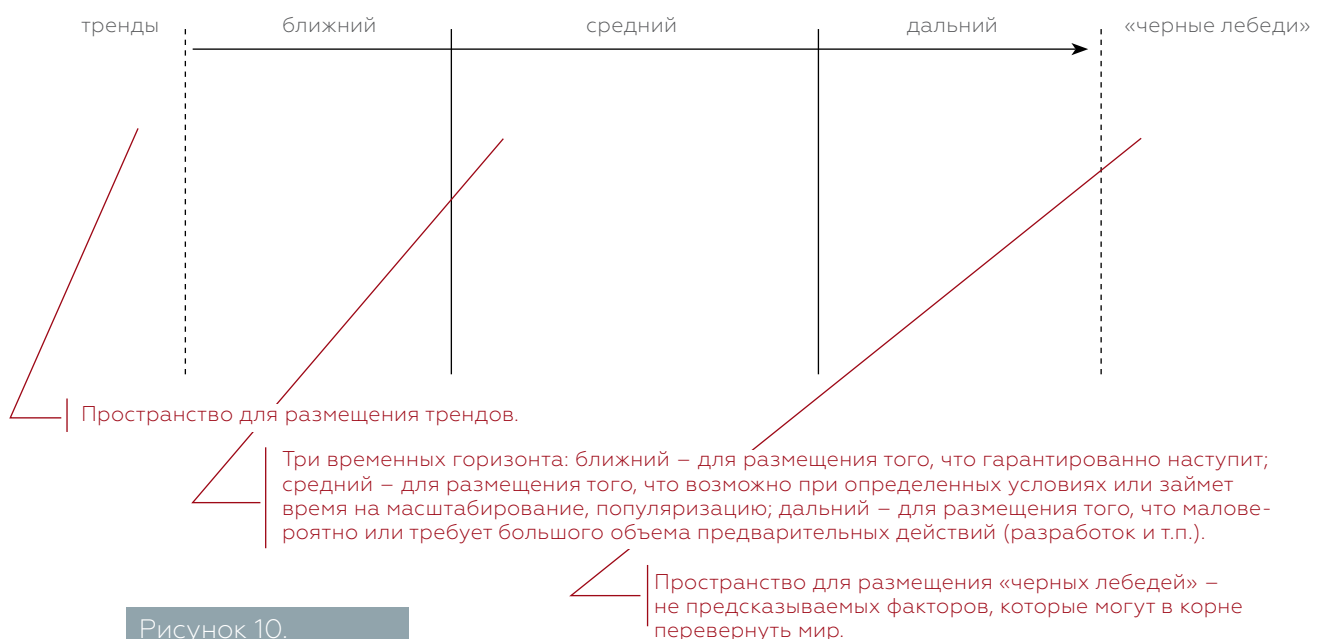 тренды ближний средний дальний «черные лебеди»
Пространство для размещения трендов.
Три временных горизонта: ближний – для размещения того, что гарантированно наступит;
средний – для размещения того, что возможно при определенных условиях или займет
время на масштабирование, популяризацию; дальний – для размещения того, что малове-
роятно или требует большого объема предварительных действий (разработок и т.п.).
Пространство для размещения «черных лебедей» –
не предсказываемых факторов, которые могут в корне
перевернуть мир.
Рисунок 10.